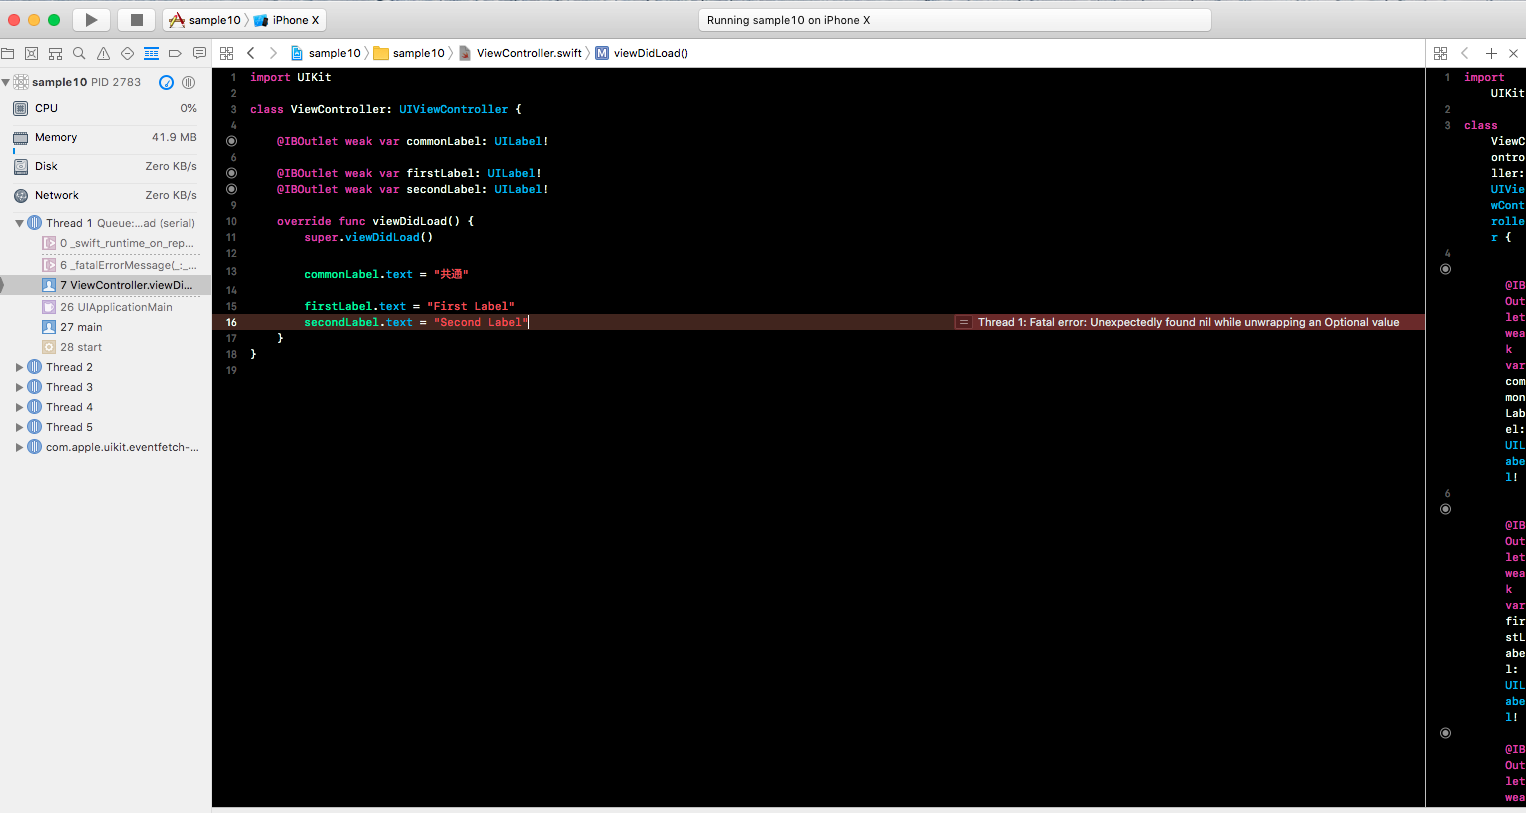 sample10 iPhone X
Running sample10 on iPhone X
sample10 sample10 ViewController.swift M viewDidLoad()
sample10 PID 2783
CPU 0%
Memory 41.9 MB
Disk Zero KB/s
Network Zero KB/s
Thread 1 Queue:...ad (serial)
0 _swift_runtime_on_rep...
6 _fatalErrorMessage(_:_...
7 ViewController.viewDi...
26 UIApplicationMain
27 main
28 start
Thread 2
Thread 3
Thread 4
Thread 5
com.apple.uikit.eventfetch-...
1 import UIKit
2
3 class ViewController: UIViewController {
4
@IBOutlet weak var commonLabel: UILabel!
6
@IBOutlet weak var firstLabel: UILabel!
@IBOutlet weak var secondLabel: UILabel!
9
10 override func viewDidLoad() {
11 super.viewDidLoad()
12
13 commonLabel.text = "共通"
14
15 firstLabel.text = "First Label"
16 secondLabel.text = "Second Label" Thread 1: Fatal error: Unexpectedly found nil while unwrapping an Optional value
17 }
18 }
19
1 import
UIKit
2
3 class
ViewC
ontro
ller:
UIVie
wCont
rolle
r {
4
@IB
Out
let
wea
k
var
com
mon
Lab
el:
UIL
abe
l!
6
@IB
Out
let
wea
k
var
fir
stL
abe
l:
UIL
abe
l!
@IB
Out
let
wea